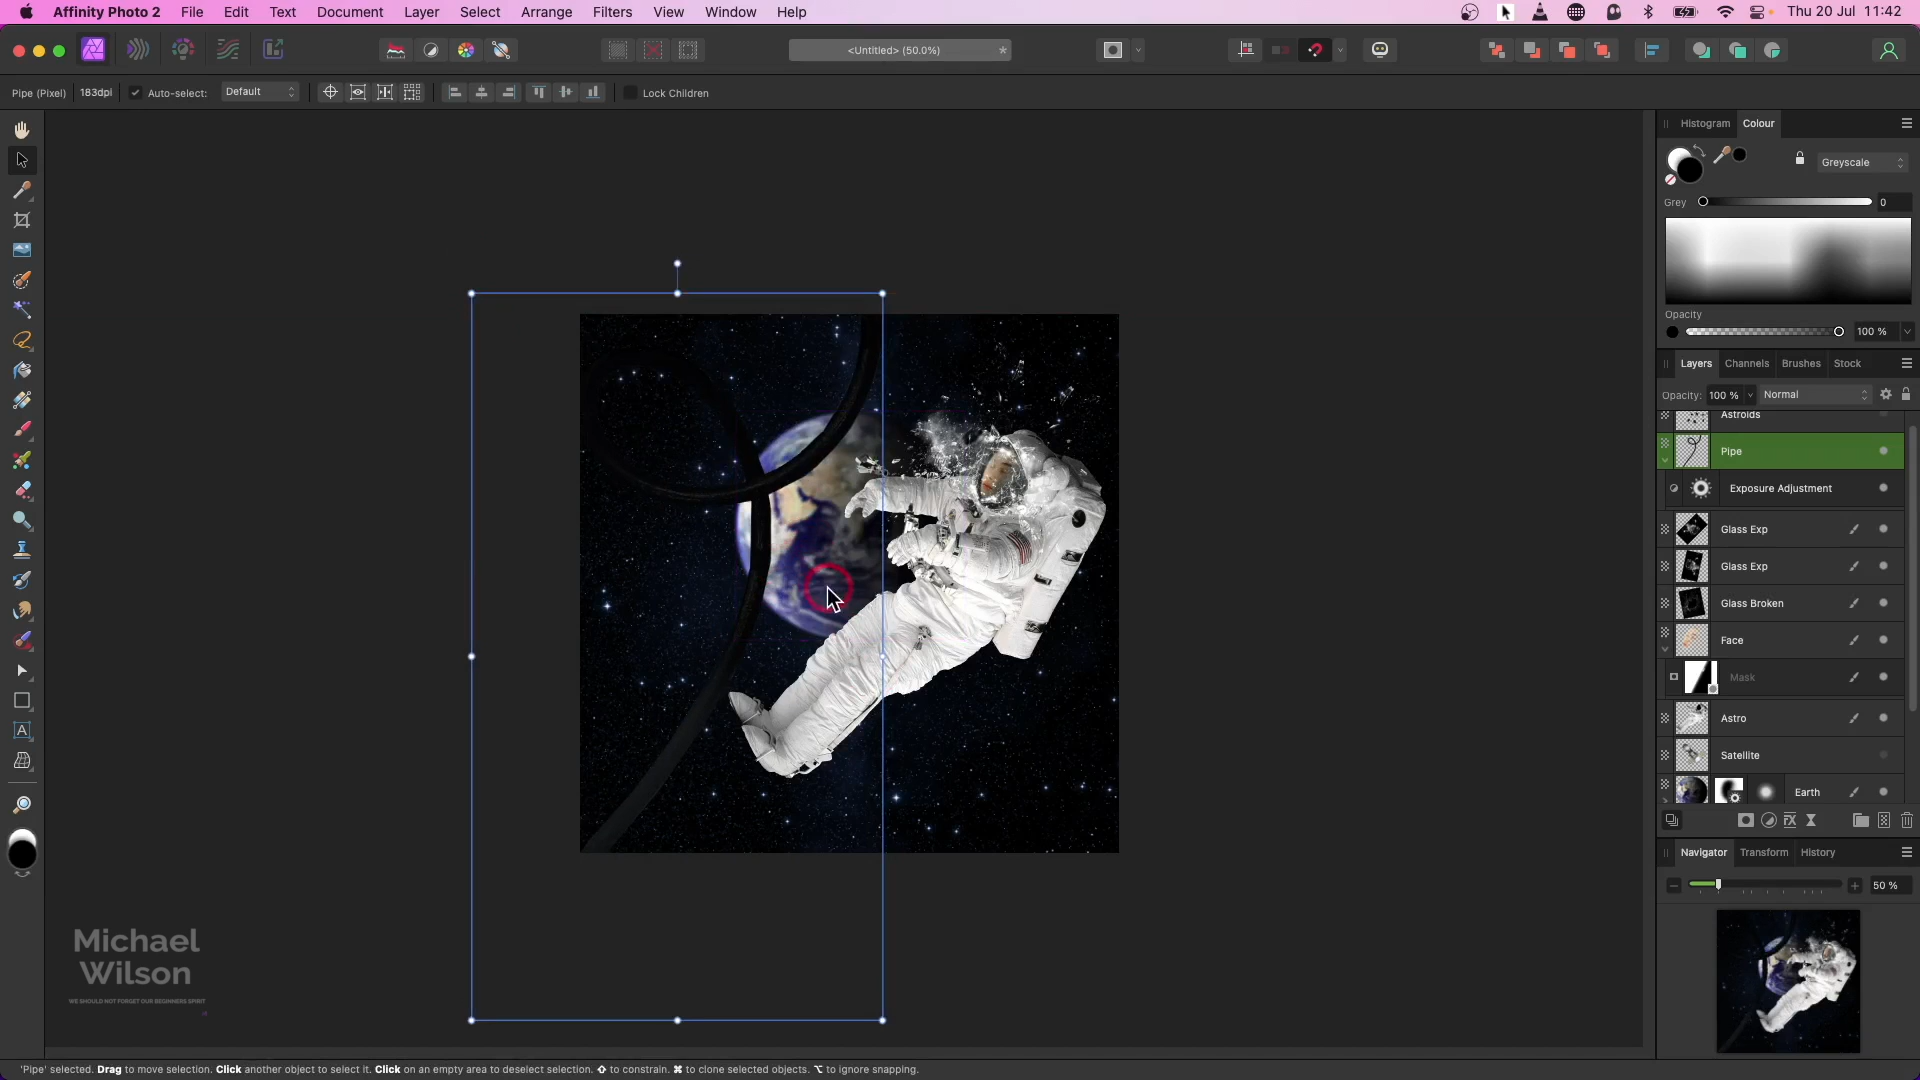 Affinity Photo 2 File Edit Text Document Layer Select Arrange Filters View Window Help Thu 20 Jul 11:42
<Untitled> (50.0%) *
Pipe (Pixel) 183dpi Auto-select: Default Lock Children
Histogram Colour
Greyscale
Grey 0
Opacity
100 %
Layers Channels Brushes Stock
Opacity: 100 % Normal
Astroids
Pipe
Exposure Adjustment
Glass Exp
Glass Exp
Glass Broken
Face
Mask
Astro
Satellite
Earth
Navigator Transform History
50 %
Michael
Wilson
WE SHOULD NOT FORGET OUR BEGINNERS SPIRIT
'Pipe' selected. Drag to move selection. Click another object to select it. Click on an empty area to deselect selection. ⇧ to constrain. ⌘ to clone selected objects. ⌥ to ignore snapping.